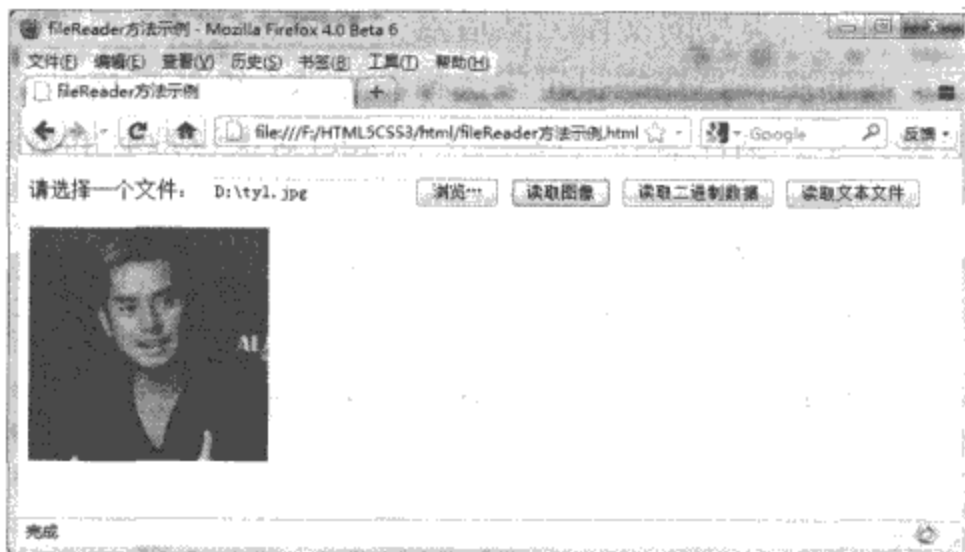 fileReader方法示例 - Mozilla Firefox 4.0 Beta 6
文件(F) 编辑(E) 查看(V) 历史(S) 书签(B) 工具(T) 帮助(H)
fileReader方法示例 +
file:///F:/HTML5CSS3/html/fileReader方法示例.html Google 反馈
请选择一个文件： D:\tyl.jpg 浏览… 读取图像 读取二进制数据 读取文本文件
完成